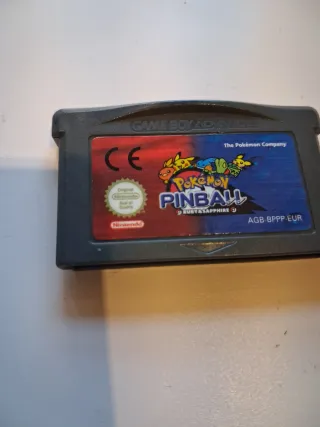 GAME BOY ADVANCE
CE
The Pokémon Company
Original
Nintendo
Seal of
Quality
POKéMON
PINBALL
RUBY & SAPPHIRE
Nintendo
AGB-BPPP-EUR